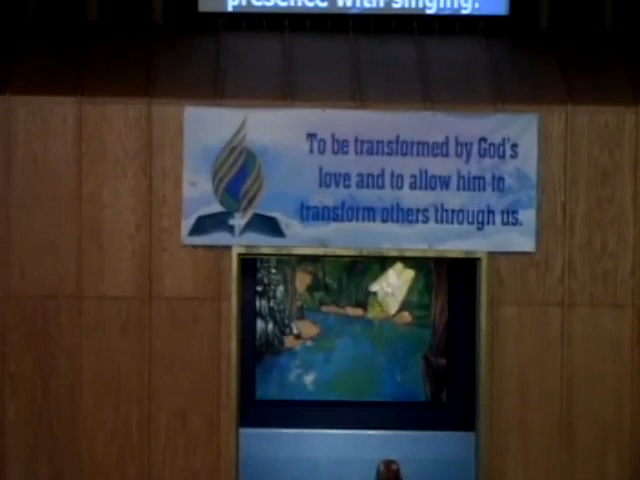 presence with singing.
To be transformed by God's
love and to allow him to
transform others through us.